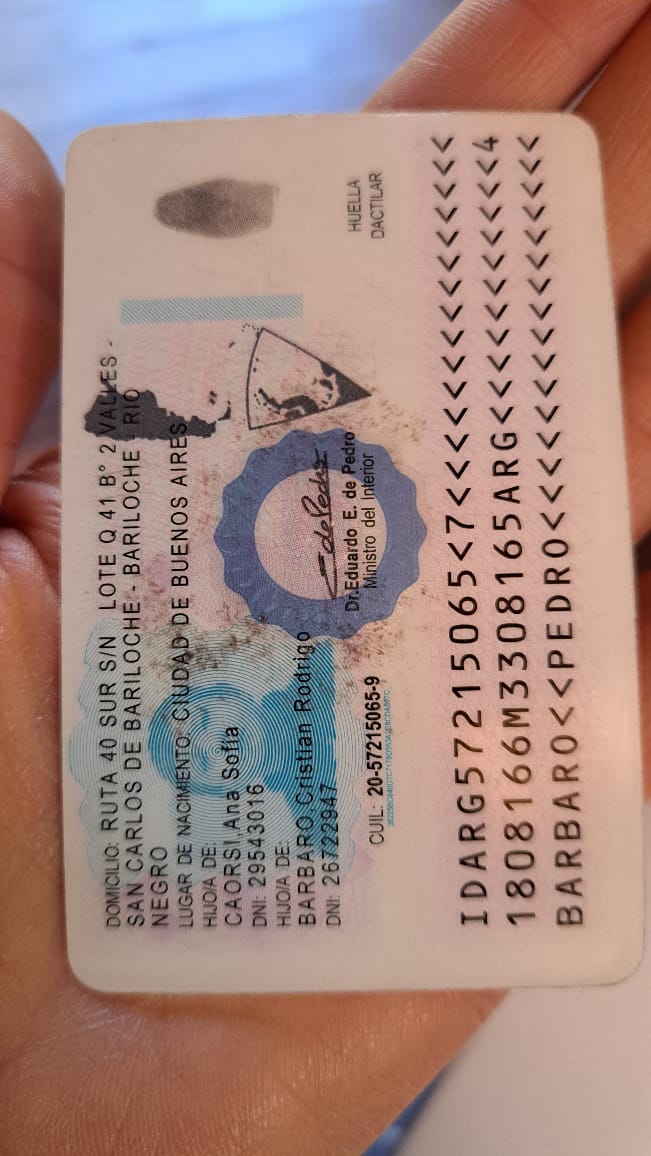 DOMICILIO: RUTA 40 SUR S/N LOTE Q 41 B° 2 VALLES -
SAN CARLOS DE BARILOCHE - BARILOCHE - RIO
NEGRO
LUGAR DE NACIMIENTO: CIUDAD DE BUENOS AIRES
HIJO/A DE:
CAORSI, Ana Sofia
DNI: 29543016
HIJO/A DE:
BARBARO, Cristian Rodrigo
DNI: 26722947
CUIL: 20-57215065-9
E de Pedro
Dr. Eduardo E. de Pedro
Ministro del Interior
HUELLA
DACTILAR
IDARG57215065<7<<<<<<<<<<<<<<<
1808166M3308165ARG<<<<<<<<<<<4
BARBARO<<PEDRO<<<<<<<<<<<<<<<<